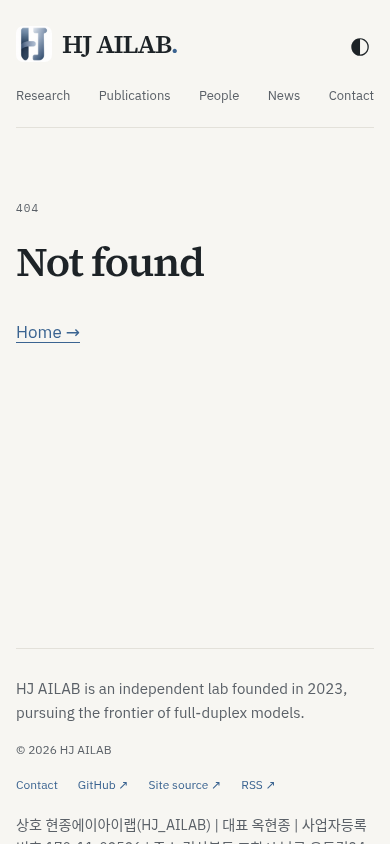 HJ AILAB.
Research Publications People News Contact
404
Not found
Home →
HJ AILAB is an independent lab founded in 2023,
pursuing the frontier of full-duplex models.
© 2026 HJ AILAB
Contact GitHub ↗ Site source ↗ RSS ↗
상호 현종에이아이랩(HJ_AILAB) | 대표 옥현종 | 사업자등록